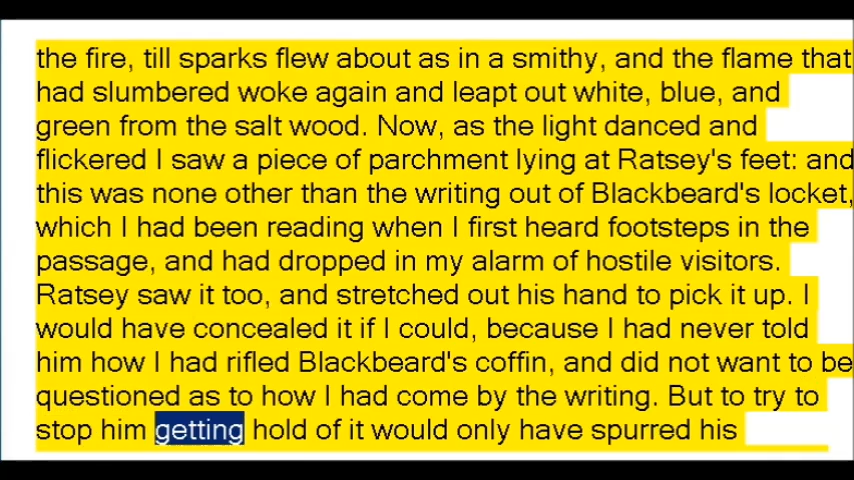 the fire, till sparks flew about as in a smithy, and the flame that
had slumbered woke again and leapt out white, blue, and
green from the salt wood. Now, as the light danced and
flickered I saw a piece of parchment lying at Ratsey's feet: and
this was none other than the writing out of Blackbeard's locket,
which I had been reading when I first heard footsteps in the
passage, and had dropped in my alarm of hostile visitors.
Ratsey saw it too, and stretched out his hand to pick it up. I
would have concealed it if I could, because I had never told
him how I had rifled Blackbeard's coffin, and did not want to be
questioned as to how I had come by the writing. But to try to
stop him getting hold of it would only have spurred his